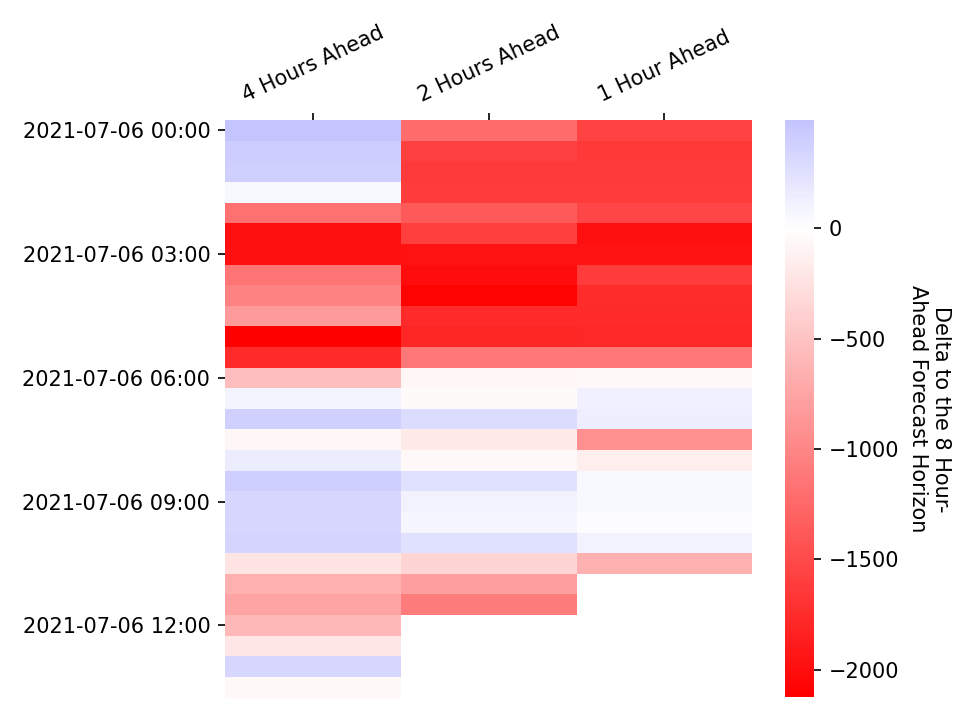 4 Hours Ahead
2 Hours Ahead
1 Hour Ahead
2021-07-06 00:00
2021-07-06 03:00
2021-07-06 06:00
2021-07-06 09:00
2021-07-06 12:00
0
−500
−1000
−1500
−2000
Delta to the 8 Hour-
Ahead Forecast Horizon